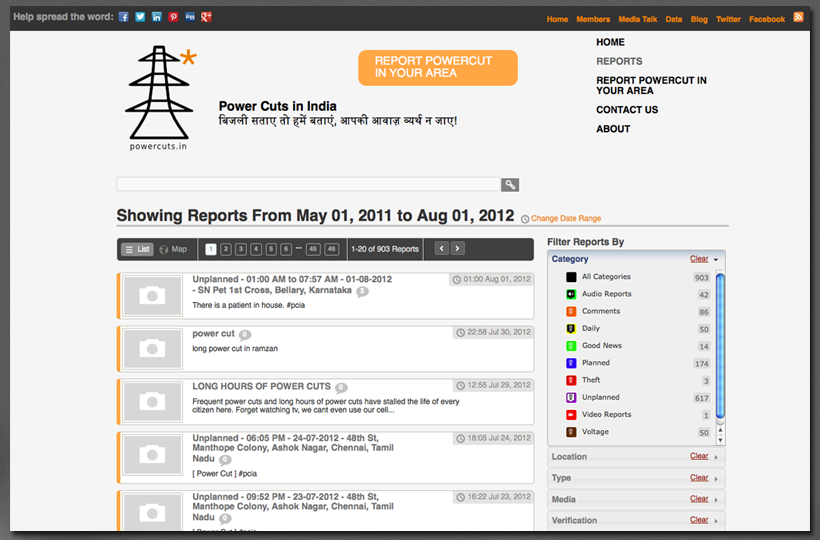 Help spread the word:
Home Members Media Talk Data Blog Twitter Facebook
powercuts.in
REPORT POWERCUT
IN YOUR AREA
Power Cuts in India
बिजली सताए तो हमें बताएं, आपकी आवाज़ व्यर्थ न जाए!
HOME
REPORTS
REPORT POWERCUT IN
YOUR AREA
CONTACT US
ABOUT
Showing Reports From May 01, 2011 to Aug 01, 2012 Change Date Range
List Map 1 2 3 4 5 6 ... 45 46 1-20 of 903 Reports
Unplanned - 01:00 AM to 07:57 AM - 01-08-2012
- SN Pet 1st Cross, Bellary, Karnataka 3
01:00 Aug 01, 2012
There is a patient in house. #pcia
power cut 0
22:58 Jul 30, 2012
long power cut in ramzan
LONG HOURS OF POWER CUTS 0
12:55 Jul 29, 2012
Frequent power cuts and long hours of power cuts have stalled the life of every
citizen here. Forget watching tv, we cant even use our cell...
Unplanned - 06:05 PM - 24-07-2012 - 48th St,
Manthope Colony, Ashok Nagar, Chennai, Tamil
Nadu 0
18:05 Jul 24, 2012
[ Power Cut ] #pcia
Unplanned - 09:52 PM - 23-07-2012 - 48th St,
Manthope Colony, Ashok Nagar, Chennai, Tamil
Nadu 0
16:22 Jul 23, 2012
[ Power Cut ] #pcia
Filter Reports By
Category Clear
All Categories 903
Audio Reports 42
Comments 86
Daily 50
Good News 14
Planned 174
Theft 3
Unplanned 617
Video Reports 1
Voltage 50
Location Clear
Type Clear
Media Clear
Verification Clear